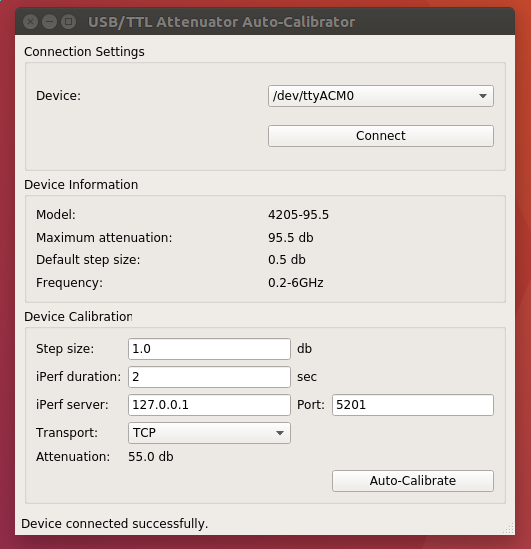 USB/TTL Attenuator Auto-Calibrator
Connection Settings
Device: /dev/ttyACM0
Connect
Device Information
Model: 4205-95.5
Maximum attenuation: 95.5 db
Default step size: 0.5 db
Frequency: 0.2-6GHz
Device Calibration
Step size: 1.0 db
iPerf duration: 2 sec
iPerf server: 127.0.0.1 Port: 5201
Transport: TCP
Attenuation: 55.0 db
Auto-Calibrate
Device connected successfully.